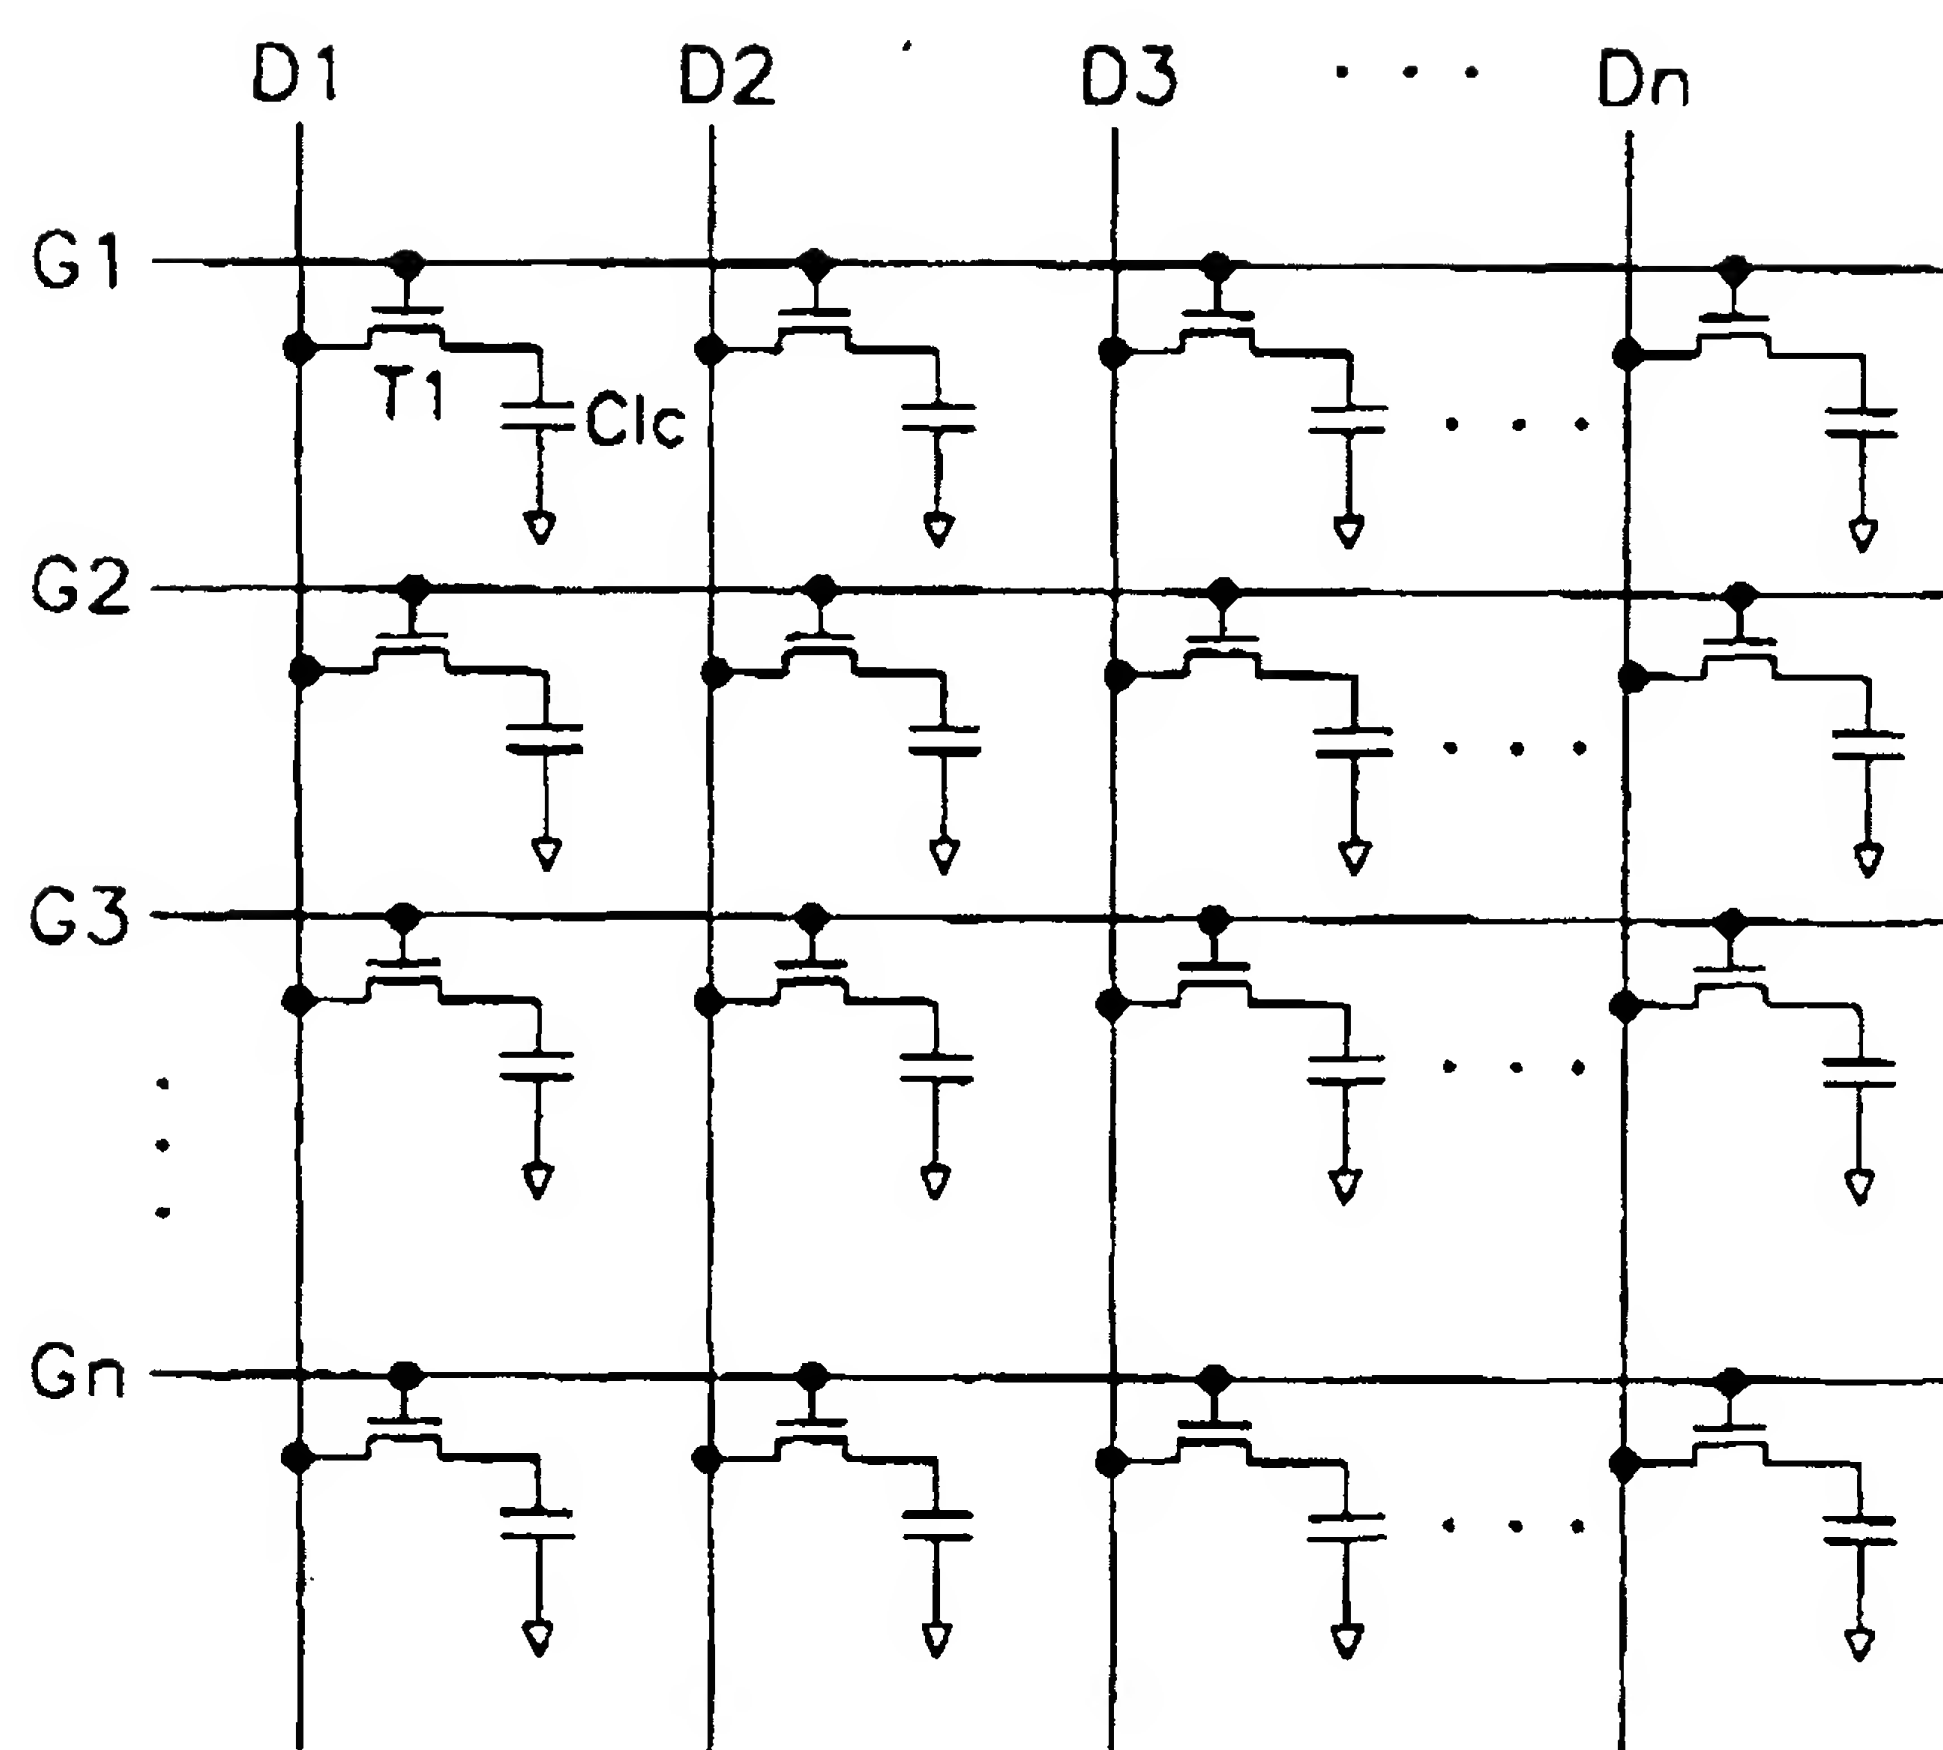 D1 D2 D3 . . . Dn
G1
T1
Clc
. . .
G2
. . .
G3
. . .
.
.
.
Gn
. . .